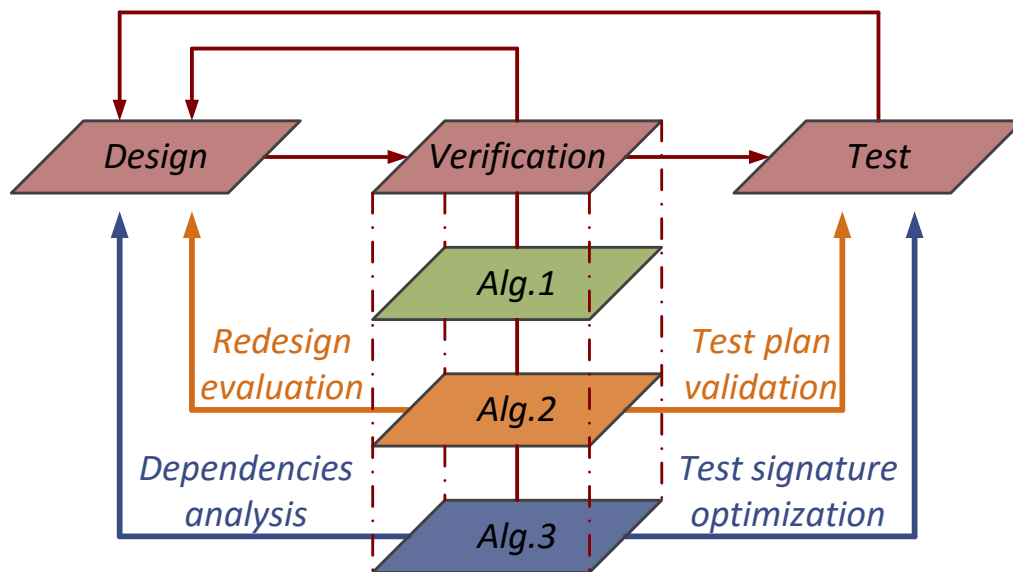 Design
Verification
Test
Alg.1
Redesign
evaluation
Test plan
validation
Alg.2
Dependencies
analysis
Test signature
optimization
Alg.3